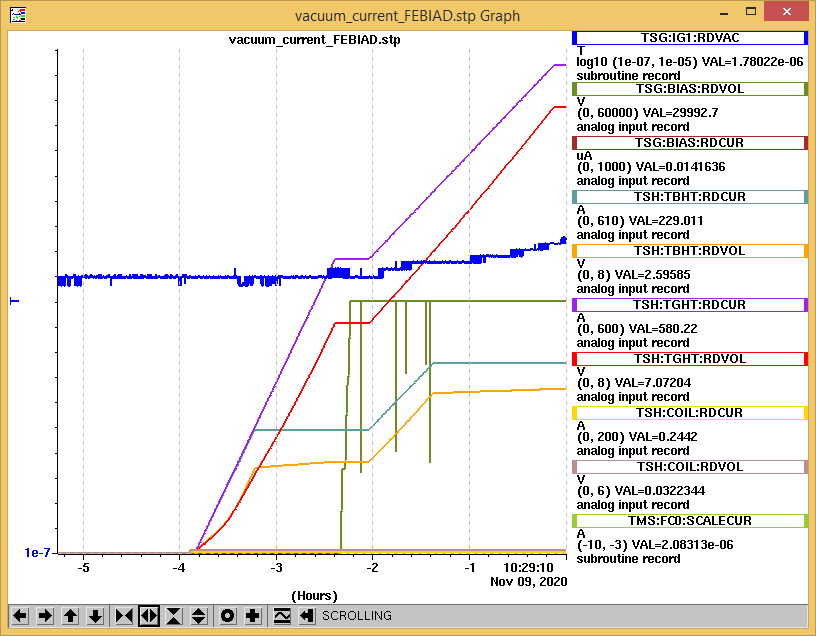 vacuum_current_FEBIAD.stp Graph
vacuum_current_FEBIAD.stp
T
1e-7
-5
-4
-3
-2
-1
10:29:10
Nov 09, 2020
(Hours)
TSG:IG1:RDVAC
T
log10 (1e-07, 1e-05) VAL=1.78022e-06
subroutine record
TSG:BIAS:RDVOL
V
(0, 60000) VAL=29992.7
analog input record
TSG:BIAS:RDCUR
uA
(0, 1000) VAL=0.0141636
analog input record
TSH:TBHT:RDCUR
A
(0, 610) VAL=229.011
analog input record
TSH:TBHT:RDVOL
V
(0, 8) VAL=2.59585
analog input record
TSH:TGHT:RDCUR
A
(0, 600) VAL=580.22
analog input record
TSH:TGHT:RDVOL
V
(0, 8) VAL=7.07204
analog input record
TSH:COIL:RDCUR
A
(0, 200) VAL=0.2442
analog input record
TSH:COIL:RDVOL
V
(0, 6) VAL=0.0322344
analog input record
TMS:FC0:SCALECUR
A
(-10, -3) VAL=2.08313e-06
subroutine record
SCROLLING